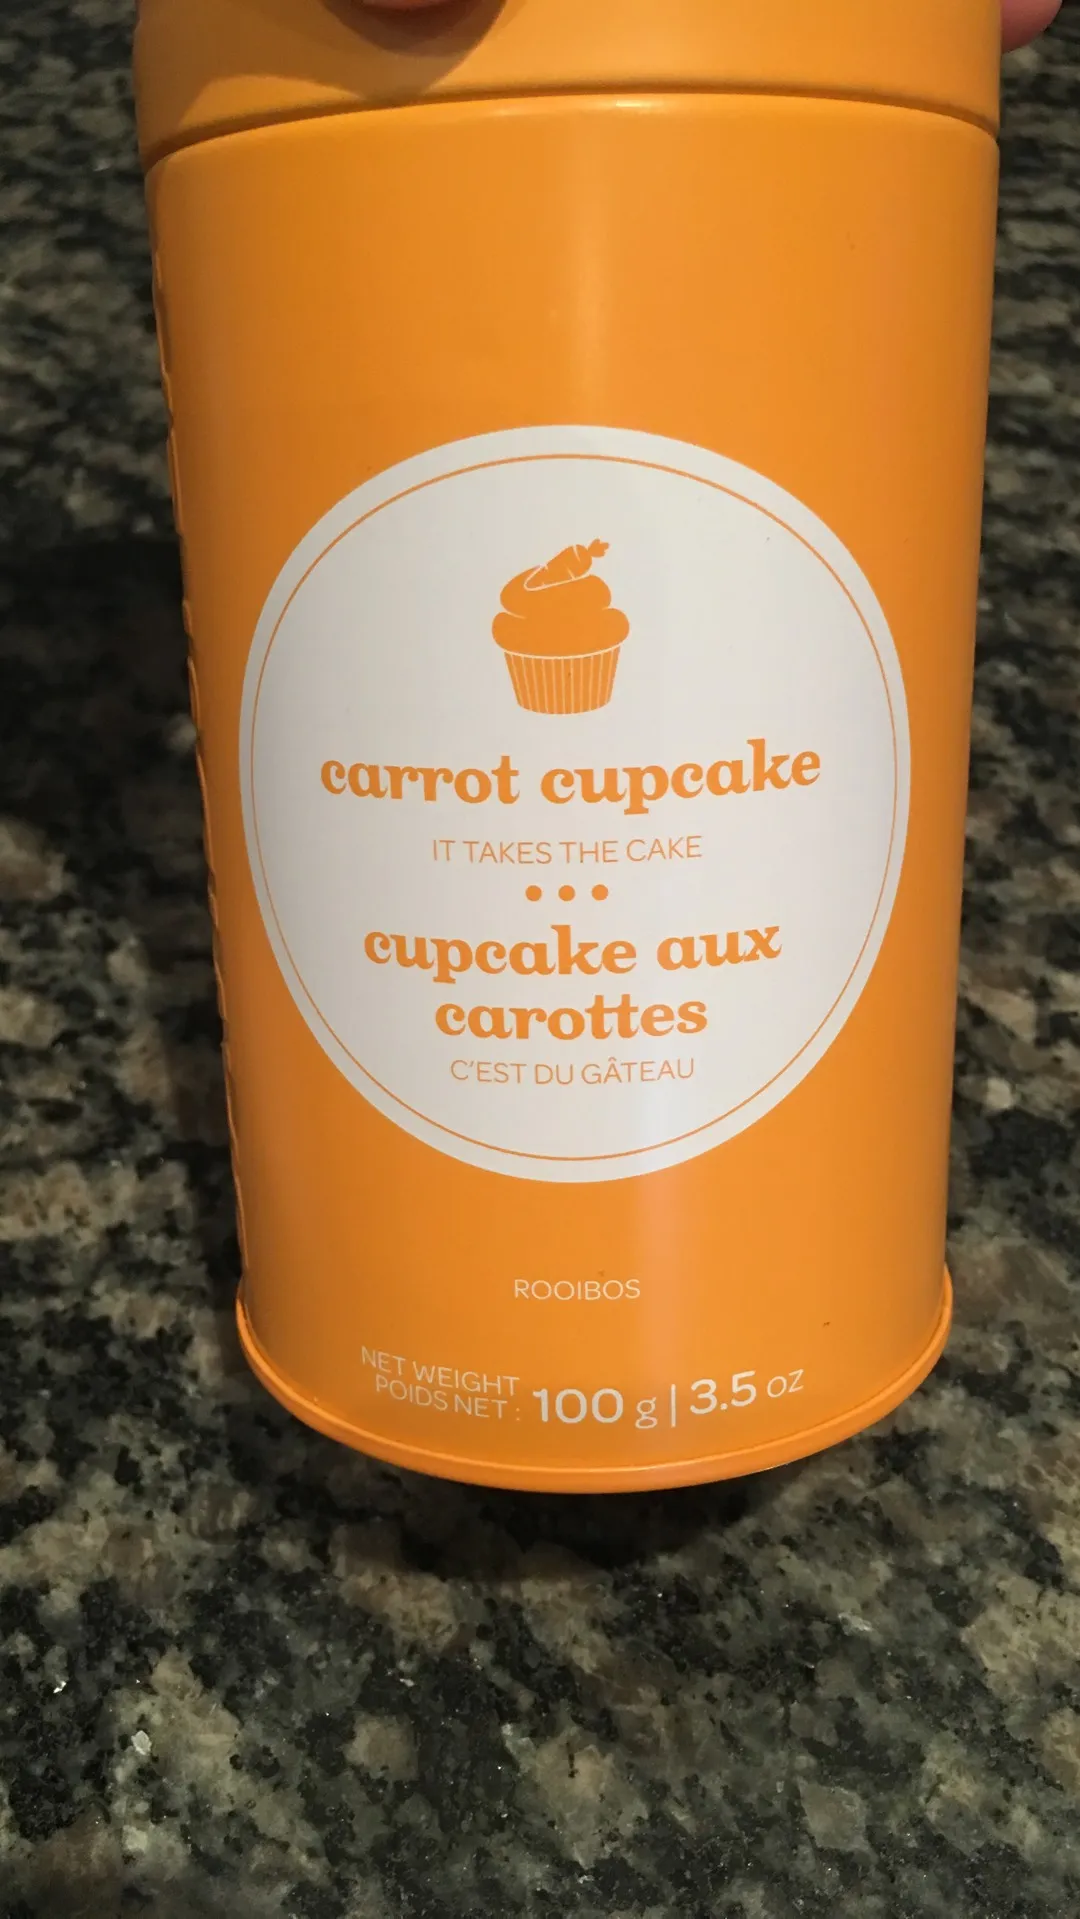 carrot cupcake
IT TAKES THE CAKE
cupcake aux
carottes
C'EST DU GÂTEAU
ROOIBOS
NET WEIGHT
POIDS NET : 100 g | 3.5 oz